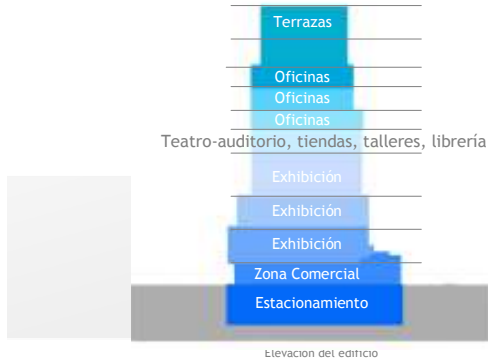 Terrazas
Oficinas
Oficinas
Oficinas
Teatro-auditorio, tiendas, talleres, librería
Exhibición
Exhibición
Exhibición
Zona Comercial
Estacionamiento
Elevación del edificio